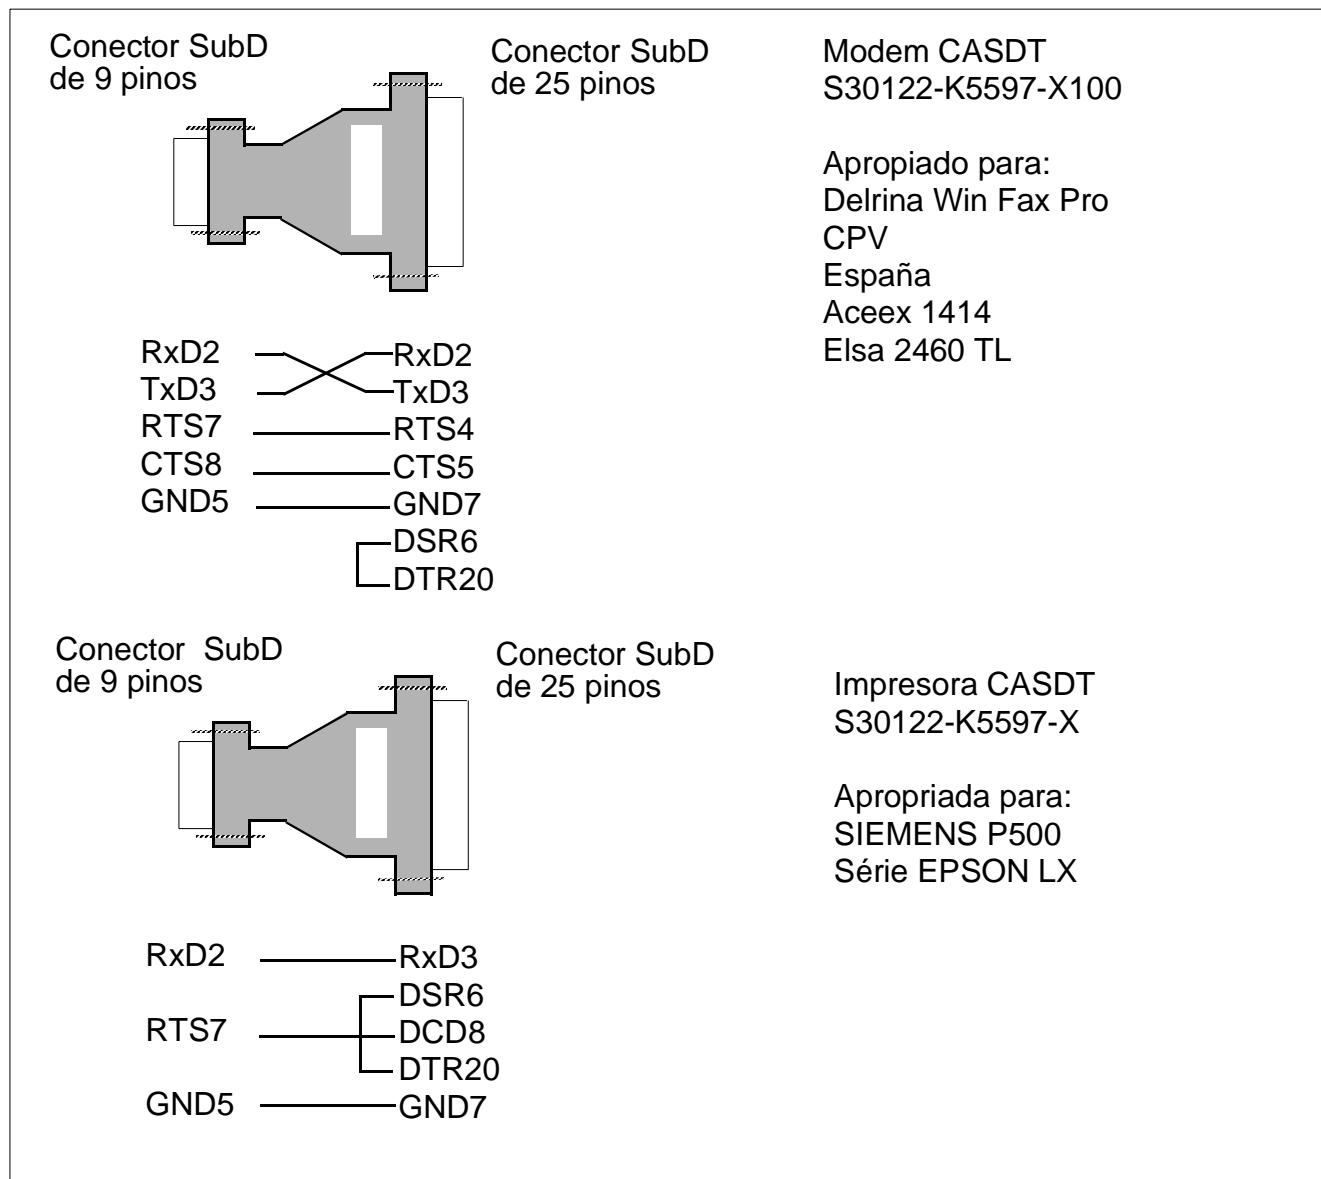 Conector SubD
de 9 pinos
Conector SubD
de 25 pinos
Modem CASDT
S30122-K5597-X100
Apropiado para:
Delrina Win Fax Pro
CPV
España
Aceex 1414
Elsa 2460 TL
RxD2 RxD2
TxD3 TxD3
RTS7 RTS4
CTS8 CTS5
GND5 GND7
DSR6
DTR20
Conector SubD
de 9 pinos
Conector SubD
de 25 pinos
Impresora CASDT
S30122-K5597-X
Apropriada para:
SIEMENS P500
Série EPSON LX
RxD2 RxD3
DSR6
RTS7 DCD8
DTR20
GND5 GND7